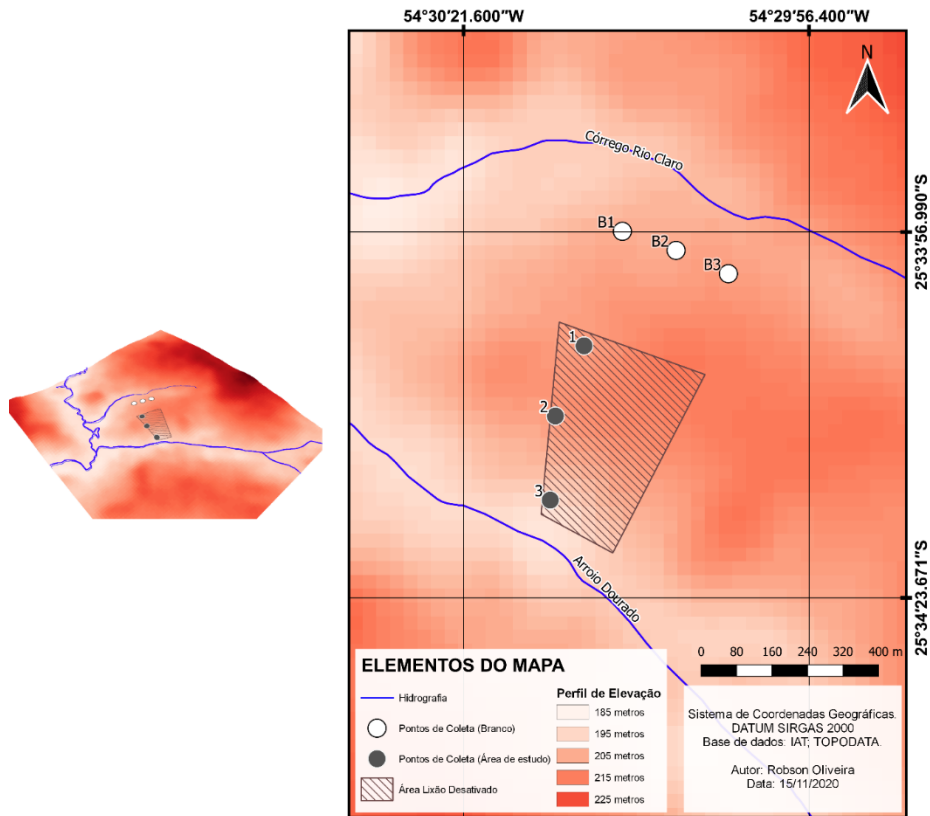 54°30'21.600"W
54°29'56.400"W
N
Córrego Rio Claro
25°33'56.990"S
B1
B2
B3
1
2
3
Arroio Dourado
25°34'23.671"S
0 80 160 240 320 400 m
ELEMENTOS DO MAPA
Hidrografia
Pontos de Coleta (Branco)
Pontos de Coleta (Área de estudo)
Área Lixão Desativado
Perfil de Elevação
185 metros
195 metros
205 metros
215 metros
225 metros
Sistema de Coordenadas Geográficas.
DATUM SIRGAS 2000
Base de dados: IAT; TOPODATA.
Autor: Robson Oliveira
Data: 15/11/2020